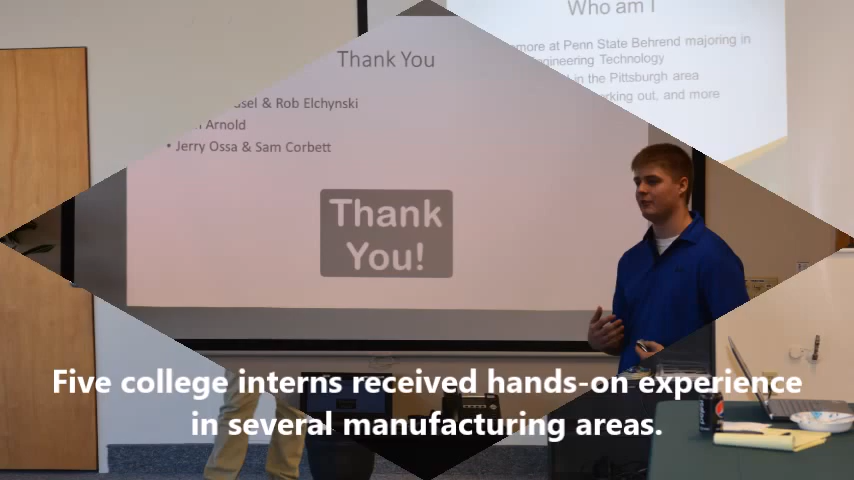 Who am I
more at Penn State Behrend majoring in
gineering Technology
in the Pittsburgh area
rking out, and more
Thank You
sel & Rob Elchynski
Arnold
• Jerry Ossa & Sam Corbett
Thank
You!
Five college interns received hands-on experience
in several manufacturing areas.